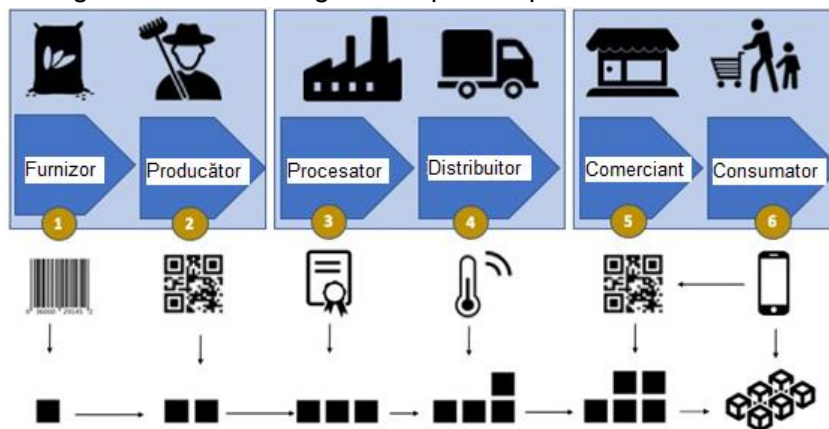 Furnizor
Producător
Procesator
Distribuitor
Comerciant
Consumator
1
2
3
4
5
6